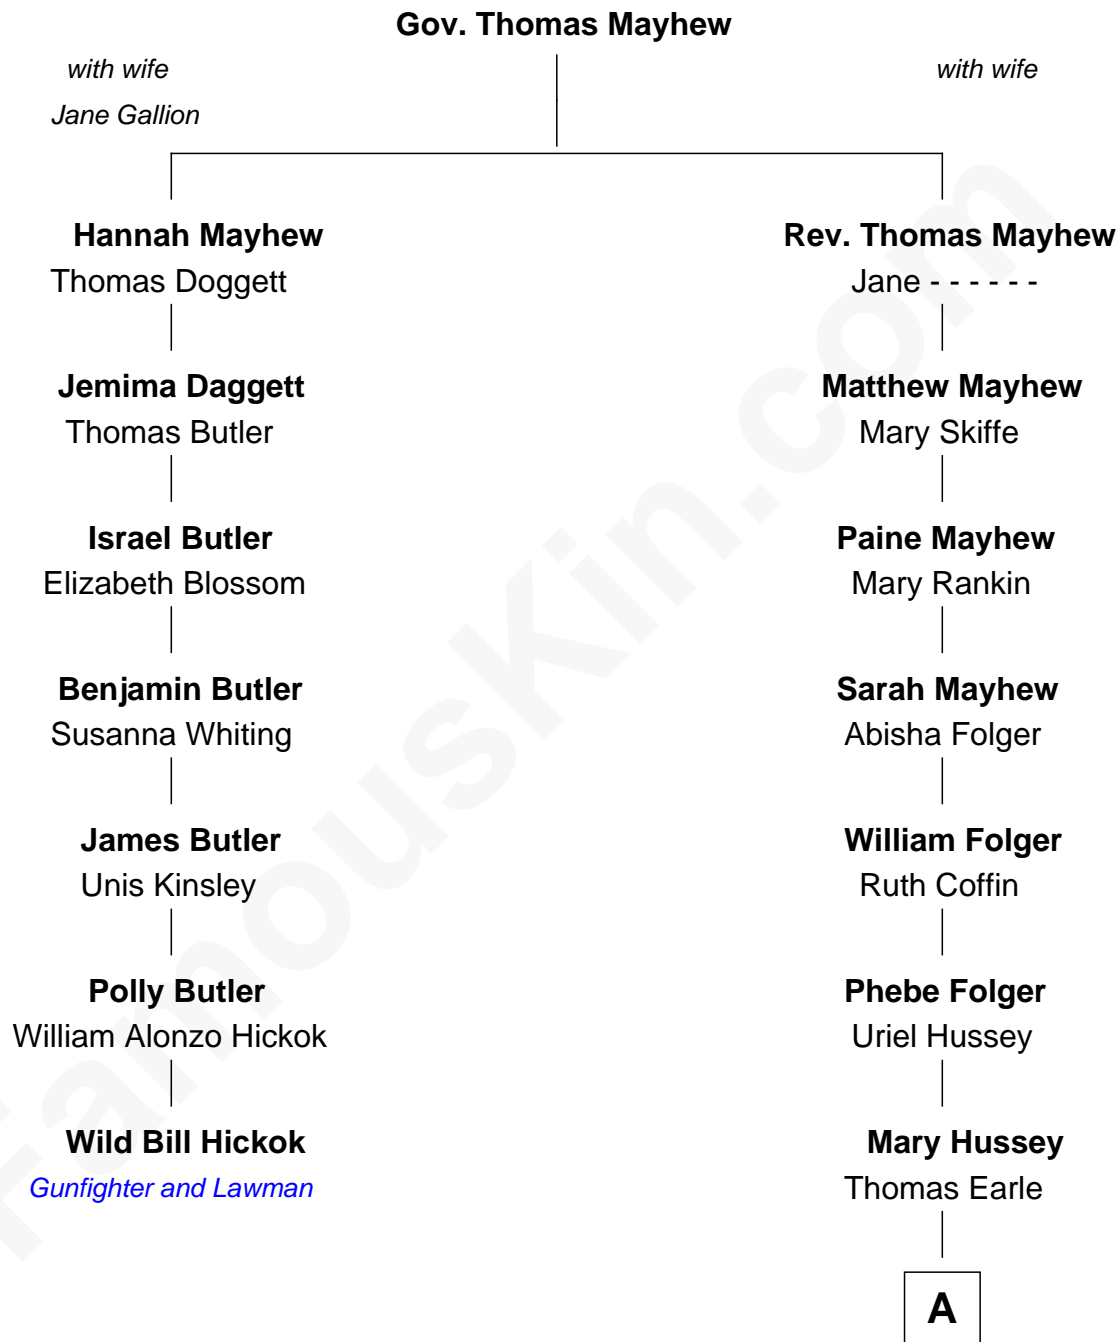 Gov. Thomas Mayhew
with wife
Jane Gallion
with wife
Hannah Mayhew
Thomas Doggett
Rev. Thomas Mayhew
Jane - - - - - -
Jemima Daggett
Thomas Butler
Matthew Mayhew
Mary Skiffe
Israel Butler
Elizabeth Blossom
Paine Mayhew
Mary Rankin
Benjamin Butler
Susanna Whiting
Sarah Mayhew
Abisha Folger
James Butler
Unis Kinsley
William Folger
Ruth Coffin
Polly Butler
William Alonzo Hickok
Phebe Folger
Uriel Hussey
Wild Bill Hickok
Gunfighter and Lawman
Mary Hussey
Thomas Earle
A
FamousKin.com